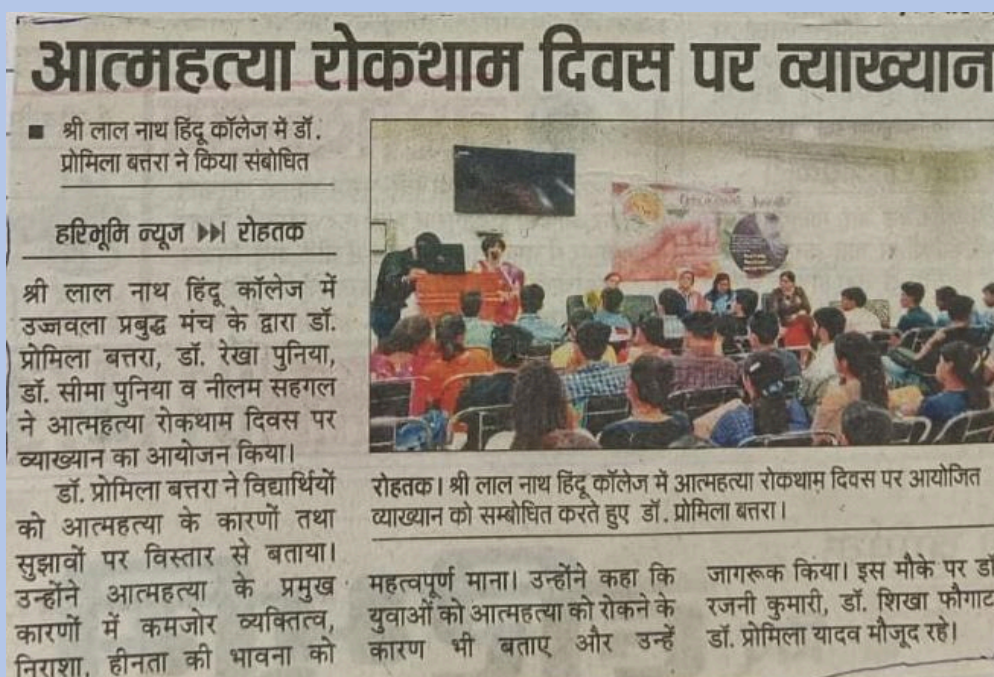 आत्महत्या रोकथाम दिवस पर व्याख्यान
■ श्री लाल नाथ हिंदू कॉलेज में डॉ.
प्रोमिला बत्तरा ने किया संबोधित
हरिभूमि न्यूज ▶▶| रोहतक
श्री लाल नाथ हिंदू कॉलेज में
उज्जवला प्रबुद्ध मंच के द्वारा डॉ.
प्रोमिला बत्तरा, डॉ. रेखा पुनिया,
डॉ. सीमा पुनिया व नीलम सहगल
ने आत्महत्या रोकथाम दिवस पर
व्याख्यान का आयोजन किया।
डॉ. प्रोमिला बत्तरा ने विद्यार्थियों
को आत्महत्या के कारणों तथा
सुझावों पर विस्तार से बताया।
उन्होंने आत्महत्या के प्रमुख
कारणों में कमजोर व्यक्तित्व,
निराशा, हीनता की भावना को
रोहतक। श्री लाल नाथ हिंदू कॉलेज में आत्महत्या रोकथाम दिवस पर आयोजित
व्याख्यान को सम्बोधित करते हुए डॉ. प्रोमिला बतरा।
महत्वपूर्ण माना। उन्होंने कहा कि
युवाओं को आत्महत्या को रोकने के
कारण भी बताए और उन्हें
जागरूक किया। इस मौके पर डॉ
रजनी कुमारी, डॉ. शिखा फौगाट
डॉ. प्रोमिला यादव मौजूद रहे।